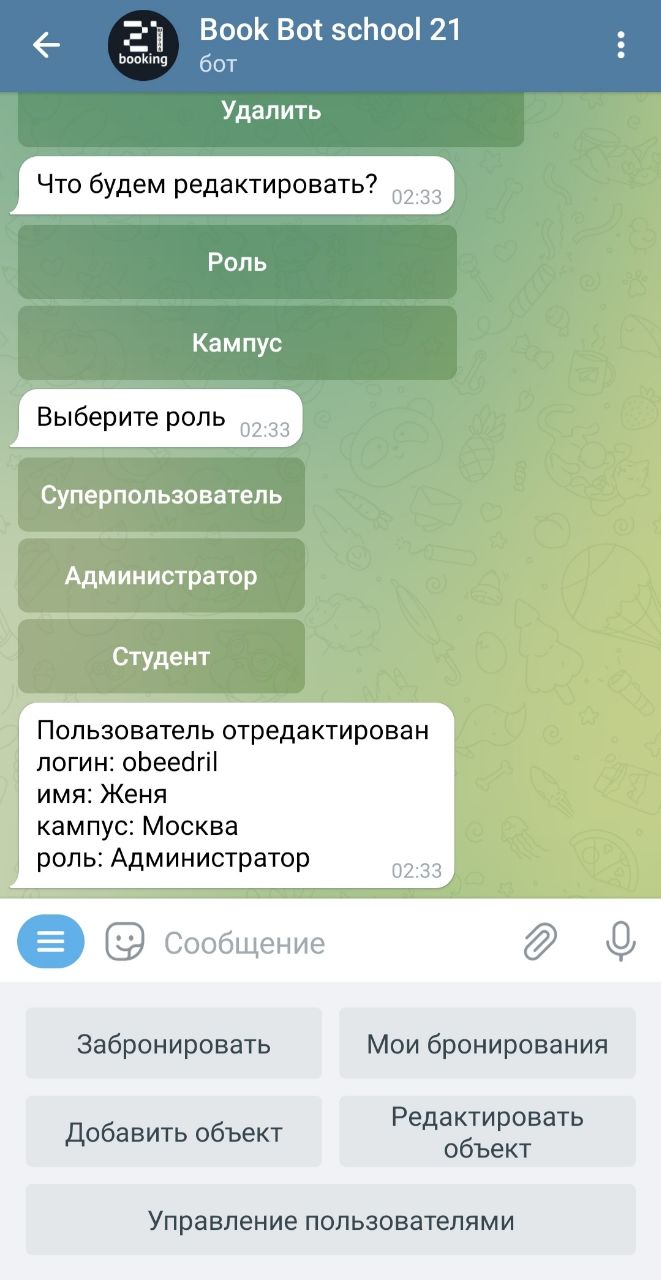 21
ШКОЛА
booking
Book Bot school 21
бот
Удалить
Что будем редактировать?
02:33
Роль
Кампус
Выберите роль
02:33
Суперпользователь
Администратор
Студент
Пользователь отредактирован
логин: obeedril
имя: Женя
кампус: Москва
роль: Администратор
02:33
Сообщение
Забронировать
Мои бронирования
Добавить объект
Редактировать
объект
Управление пользователями